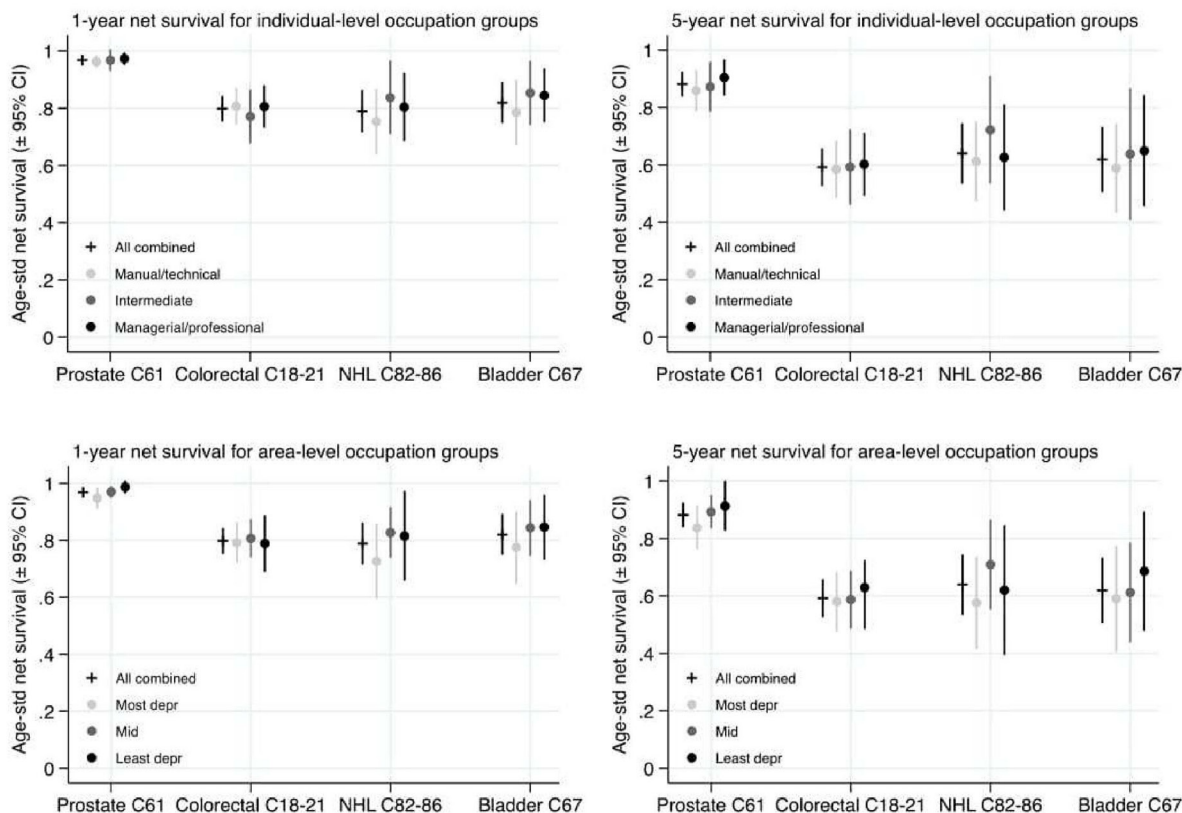 1-year net survival for individual-level occupation groups
Age-std net survival (± 95% CI)
1
.8
.6
.4
.2
0
All combined
Manual/technical
Intermediate
Managerial/professional
Prostate C61 Colorectal C18-21 NHL C82-86 Bladder C67
5-year net survival for individual-level occupation groups
Age-std net survival (± 95% CI)
1
.8
.6
.4
.2
0
All combined
Manual/technical
Intermediate
Managerial/professional
Prostate C61 Colorectal C18-21 NHL C82-86 Bladder C67
1-year net survival for area-level occupation groups
Age-std net survival (± 95% CI)
1
.8
.6
.4
.2
0
All combined
Most depr
Mid
Least depr
Prostate C61 Colorectal C18-21 NHL C82-86 Bladder C67
5-year net survival for area-level occupation groups
Age-std net survival (± 95% CI)
1
.8
.6
.4
.2
0
All combined
Most depr
Mid
Least depr
Prostate C61 Colorectal C18-21 NHL C82-86 Bladder C67